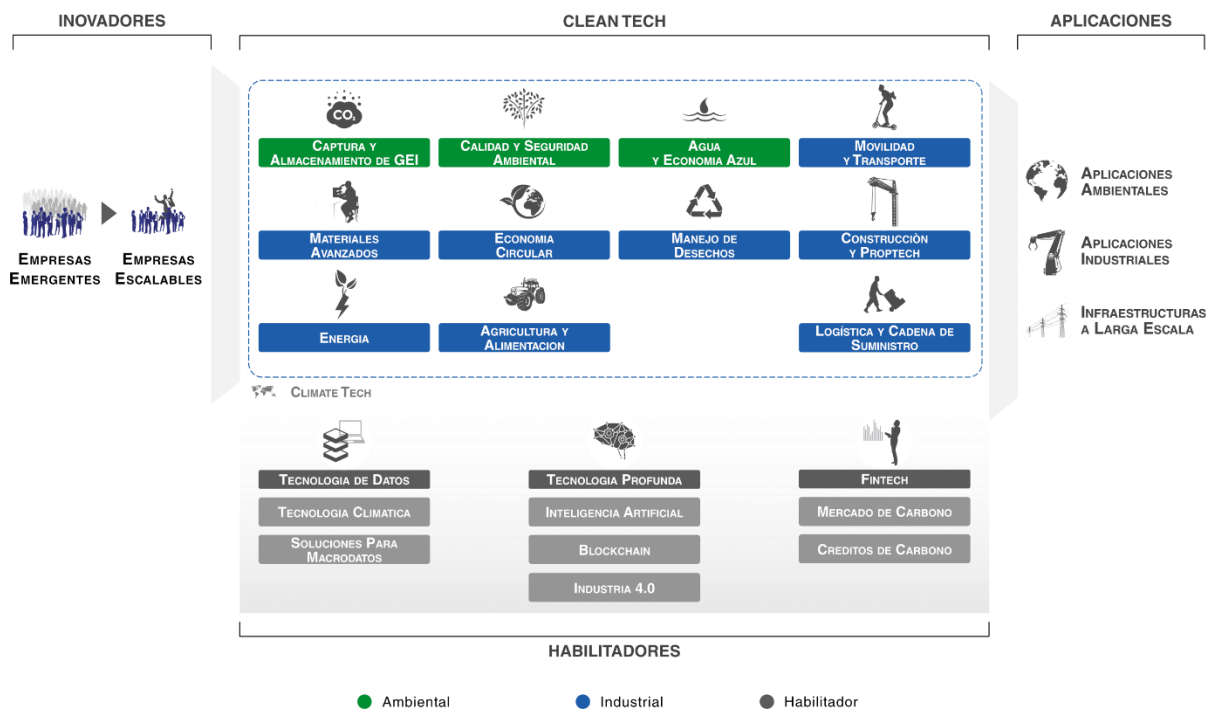 INOVADORES
CLEAN TECH
APLICACIONES
CO2
CAPTURA Y
ALMACENAMIENTO DE GEI
CALIDAD Y SEGURIDAD
AMBIENTAL
AGUA
Y ECONOMIA AZUL
MOVILIDAD
Y TRANSPORTE
MATERIALES
AVANZADOS
ECONOMIA
CIRCULAR
MANEJO DE
DESECHOS
CONSTRUCCIÒN
Y PROPTECH
ENERGIA
AGRICULTURA Y
ALIMENTACION
LOGÍSTICA Y CADENA DE
SUMINISTRO
EMPRESAS
EMERGENTES
EMPRESAS
ESCALABLES
APLICACIONES
AMBIENTALES
APLICACIONES
INDUSTRIALES
INFRAESTRUCTURAS
A LARGA ESCALA
CLIMATE TECH
TECNOLOGIA DE DATOS
TECNOLOGIA CLIMATICA
SOLUCIONES PARA
MACRODATOS
TECNOLOGIA PROFUNDA
INTELIGENCIA ARTIFICIAL
BLOCKCHAIN
INDUSTRIA 4.0
FINTECH
MERCADO DE CARBONO
CREDITOS DE CARBONO
HABILITADORES
Ambiental
Industrial
Habilitador